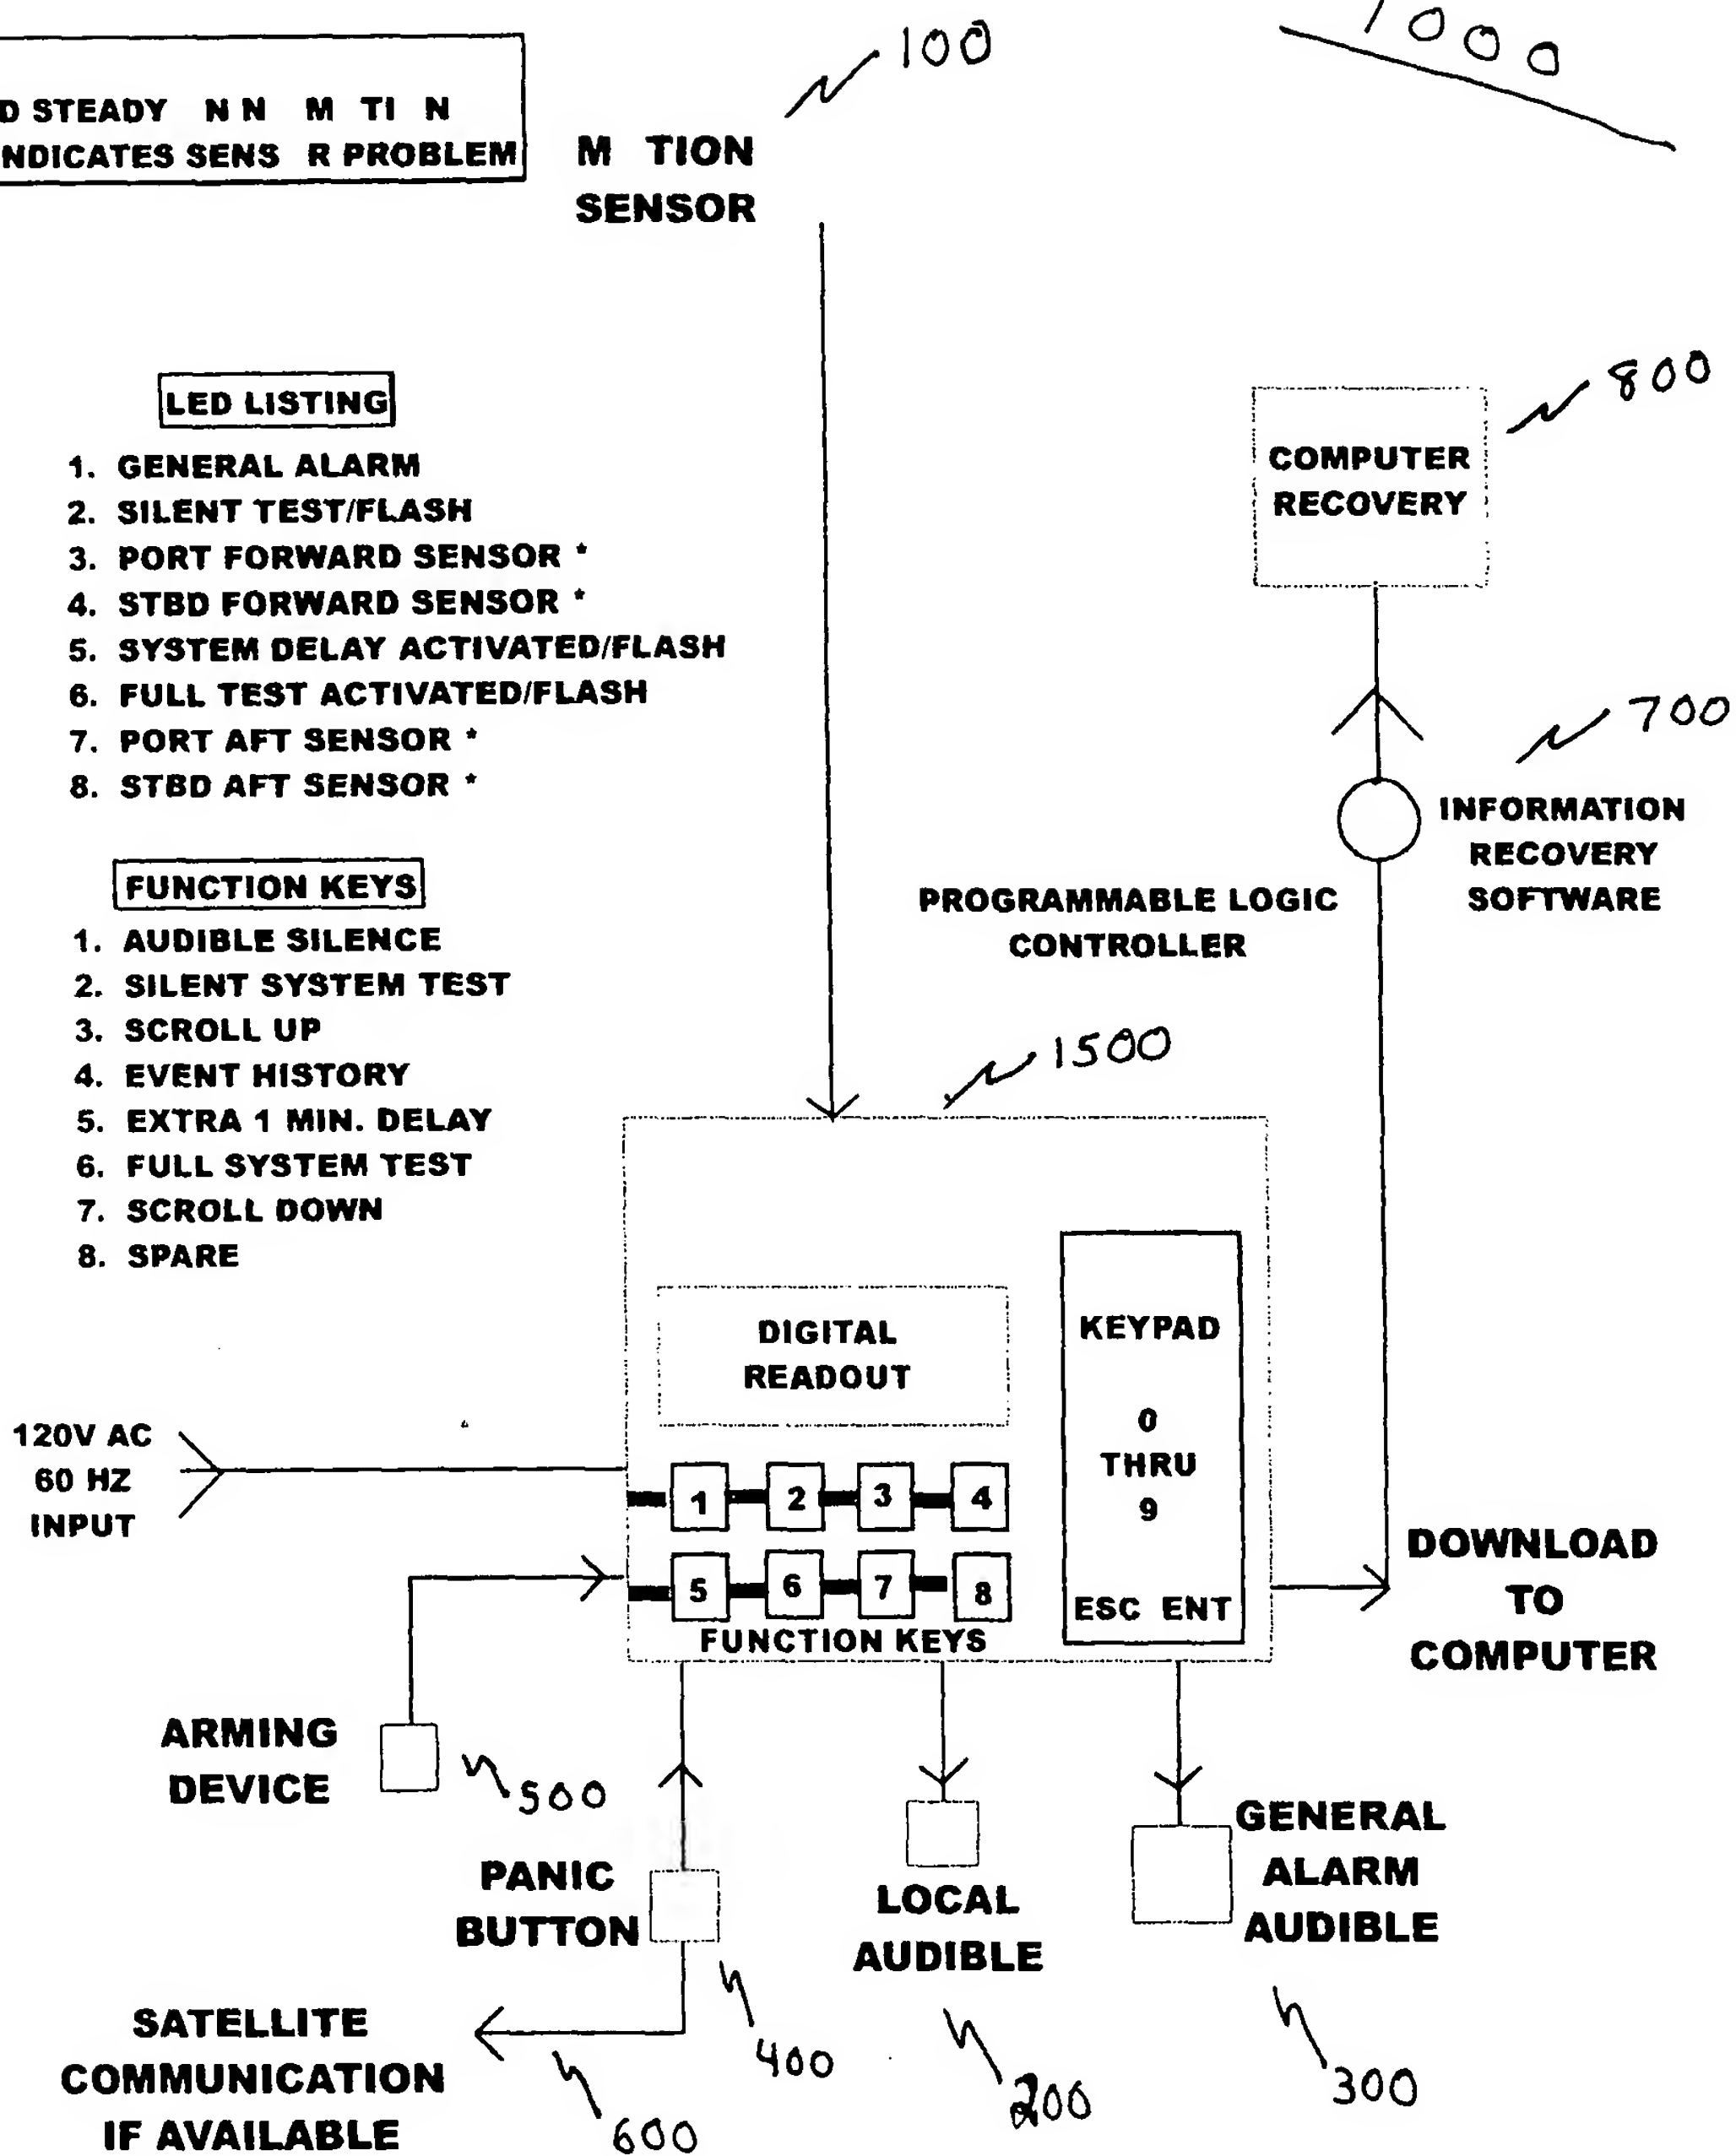 1000
100
D STEADY N N M TI N
NDICATES SENS R PROBLEM
M TION
SENSOR
LED LISTING
1. GENERAL ALARM
2. SILENT TEST/FLASH
3. PORT FORWARD SENSOR *
4. STBD FORWARD SENSOR *
5. SYSTEM DELAY ACTIVATED/FLASH
6. FULL TEST ACTIVATED/FLASH
7. PORT AFT SENSOR *
8. STBD AFT SENSOR *
800
COMPUTER
RECOVERY
700
INFORMATION
RECOVERY
SOFTWARE
FUNCTION KEYS
1. AUDIBLE SILENCE
2. SILENT SYSTEM TEST
3. SCROLL UP
4. EVENT HISTORY
5. EXTRA 1 MIN. DELAY
6. FULL SYSTEM TEST
7. SCROLL DOWN
8. SPARE
PROGRAMMABLE LOGIC
CONTROLLER
1500
DIGITAL
READOUT
KEYPAD
0
THRU
9
ESC ENT
120V AC
60 HZ
INPUT
1 2 3 4
5 6 7 8
FUNCTION KEYS
DOWNLOAD
TO
COMPUTER
ARMING
DEVICE
500
PANIC
BUTTON
400
LOCAL
AUDIBLE
200
GENERAL
ALARM
AUDIBLE
300
SATELLITE
COMMUNICATION
IF AVAILABLE
600